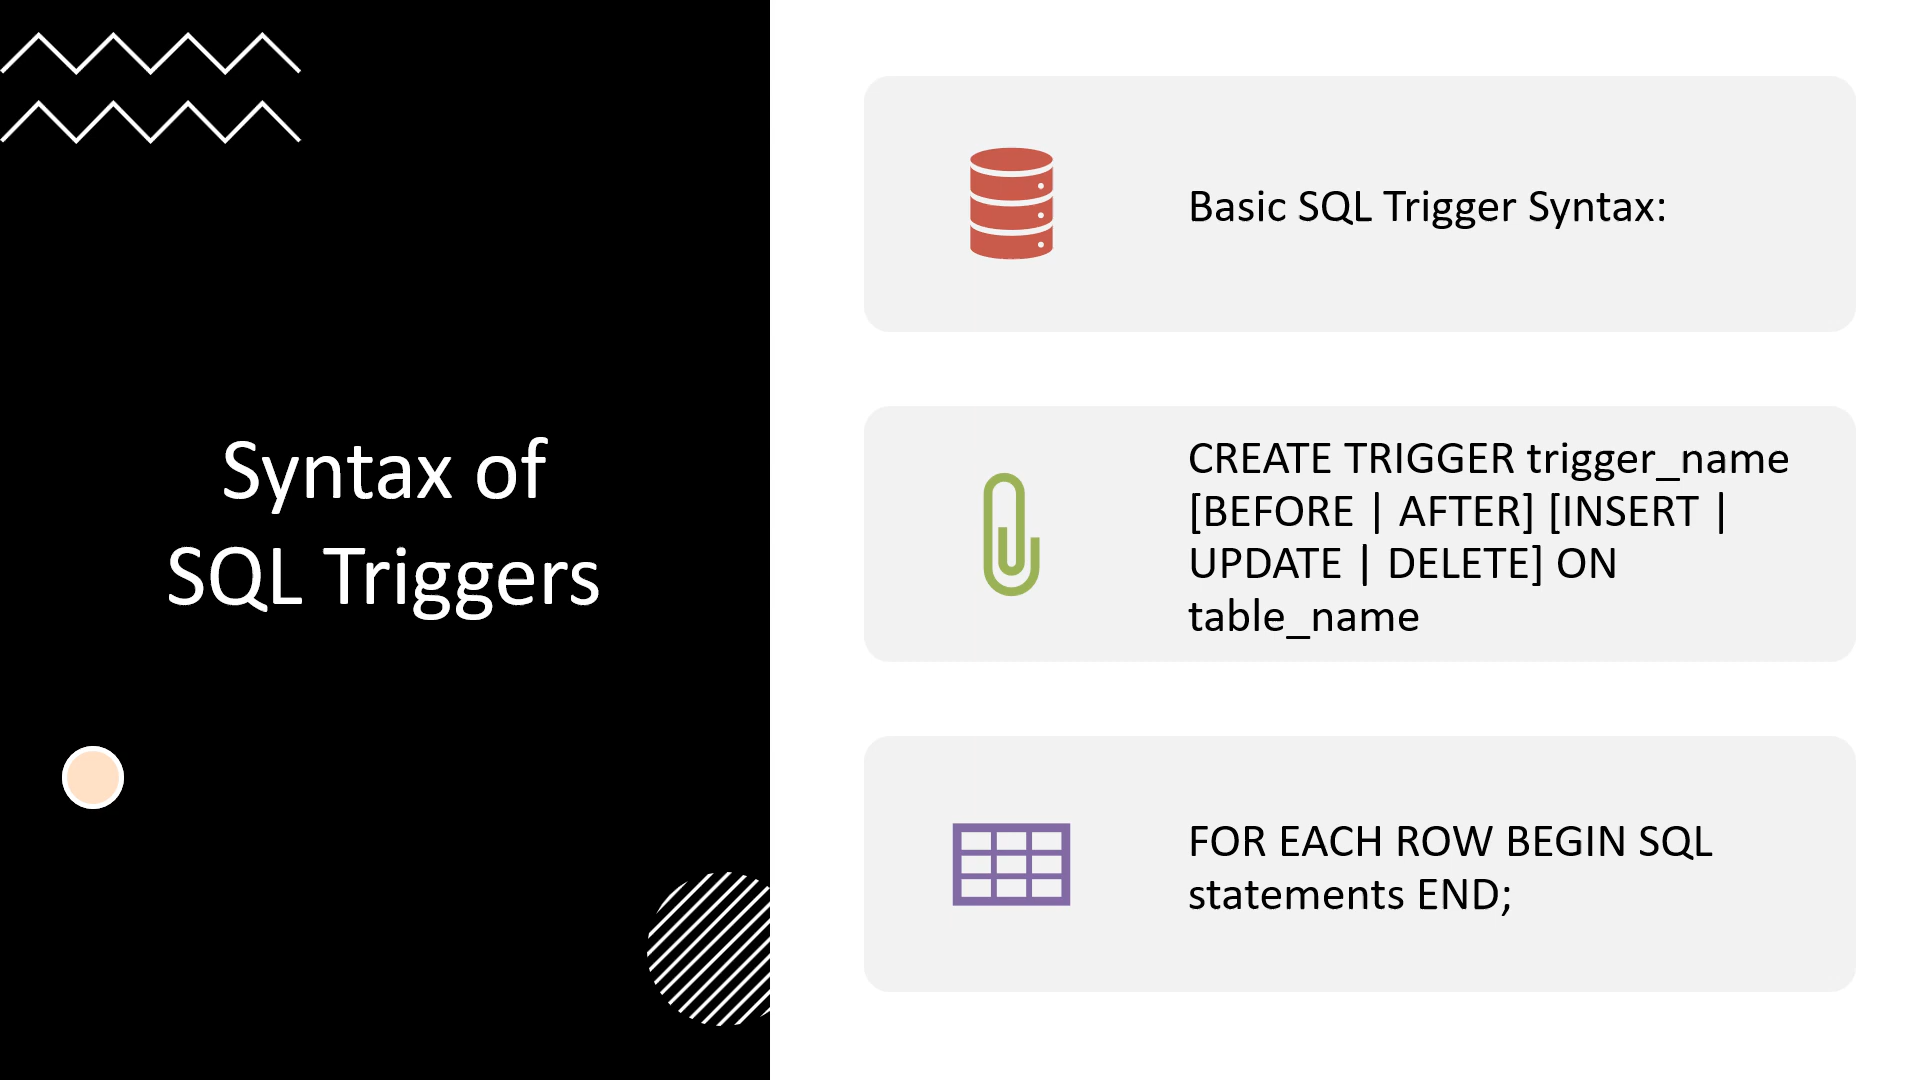 Syntax of
SQL Triggers
Basic SQL Trigger Syntax:
CREATE TRIGGER trigger_name
[BEFORE | AFTER] [INSERT |
UPDATE | DELETE] ON
table_name
FOR EACH ROW BEGIN SQL
statements END;